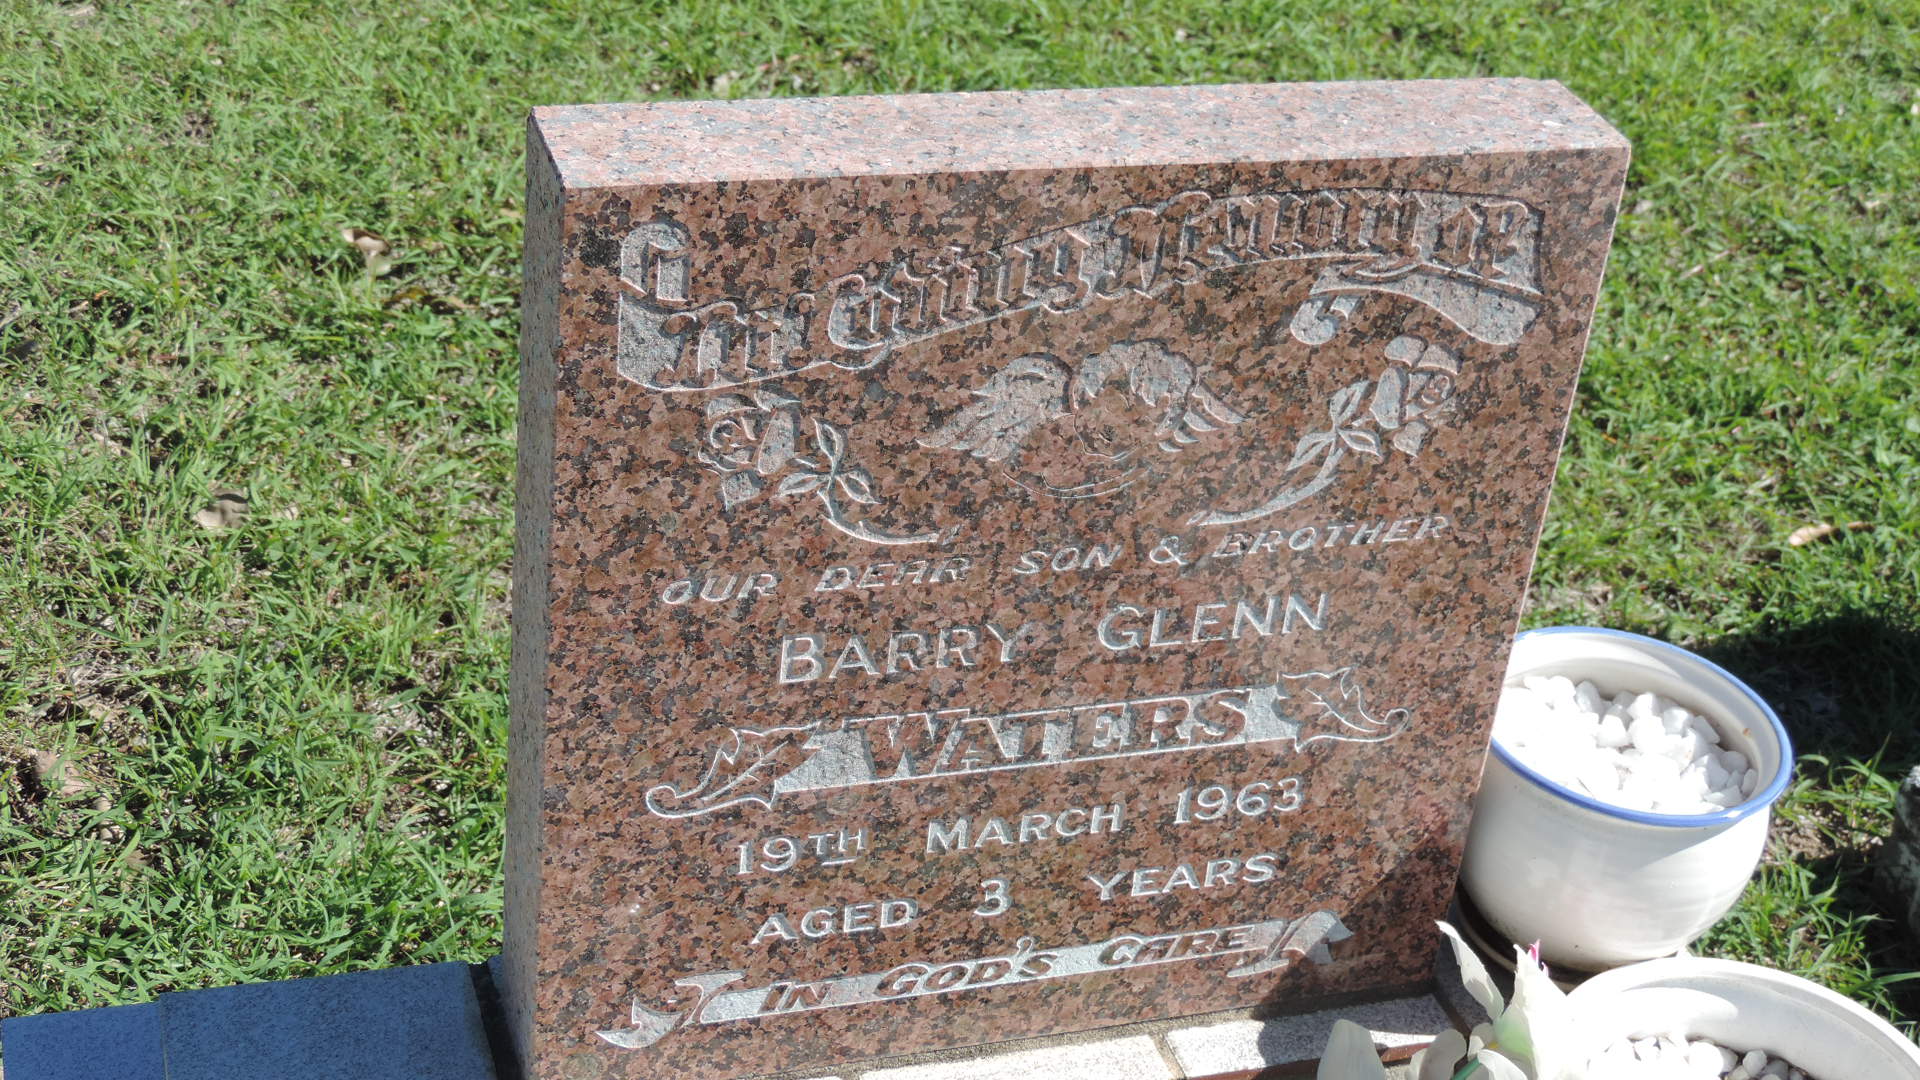 In Loving Memory of
OUR DEAR SON & BROTHER
BARRY GLENN
WATERS
19TH MARCH 1963
AGED 3 YEARS
IN GOD'S CARE